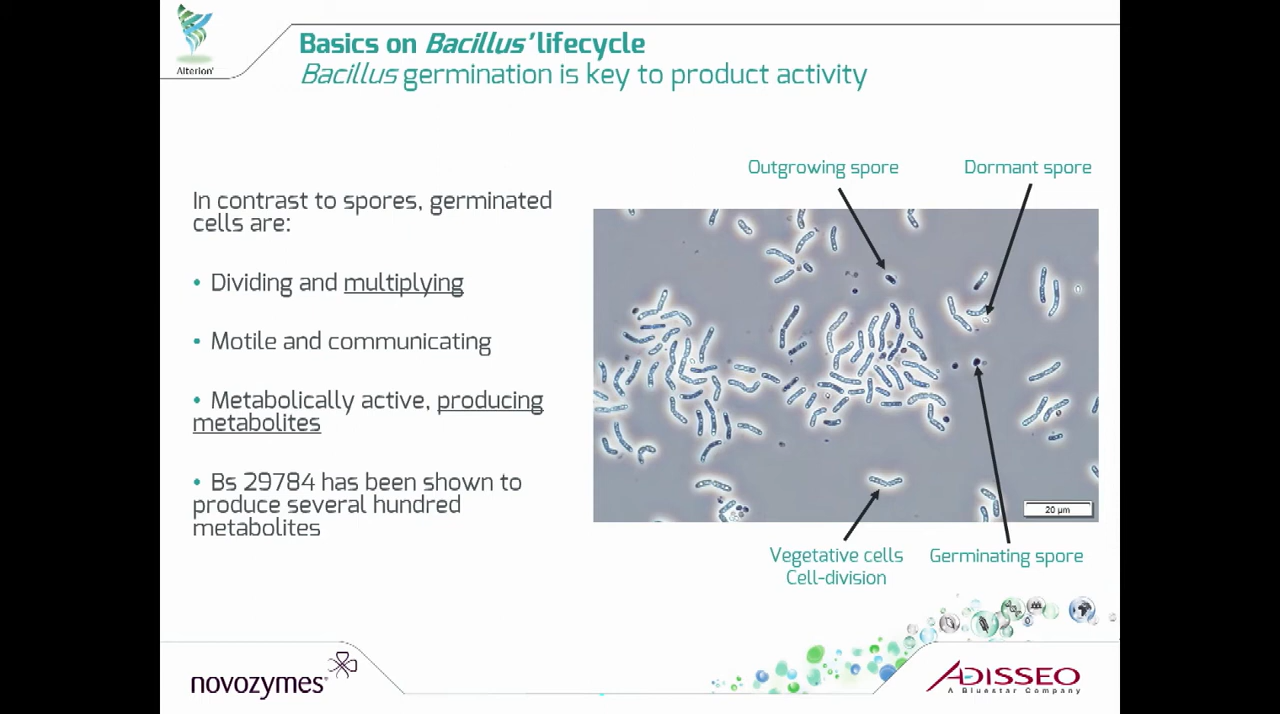 Alterion®
Basics on Bacillus' lifecycle
Bacillus germination is key to product activity
Outgrowing spore
Dormant spore
In contrast to spores, germinated
cells are:
• Dividing and multiplying
• Motile and communicating
• Metabolically active, producing
metabolites
• Bs 29784 has been shown to
produce several hundred
metabolites
20 µm
Vegetative cells
Cell-division
Germinating spore
novozymes®
ADISSEO
A Bluestar Company